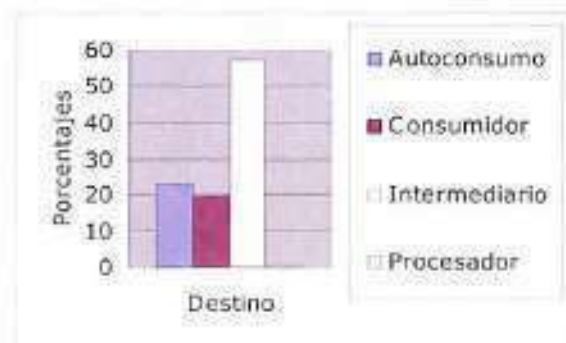 60
50
40
30
20
10
0
Porcentajes
Destino
Autoconsumo
Consumidor
Intermediario
Procesador